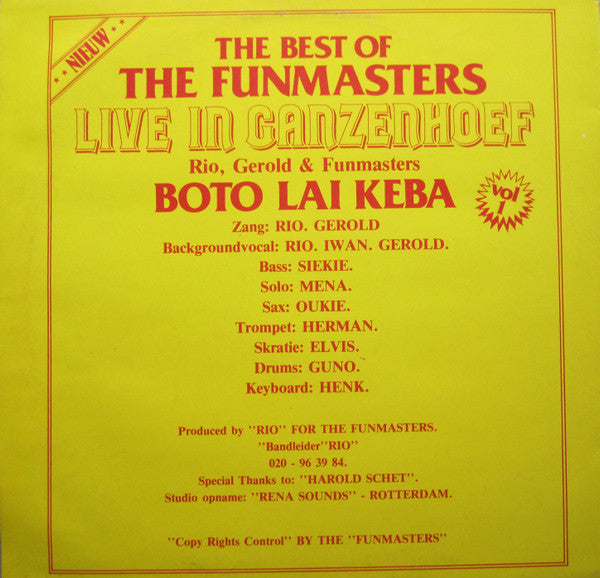 NIEUW
THE BEST OF
THE FUNMASTERS
LIVE IN GANZENHOEF
Rio, Gerold & Funmasters
BOTO LAI KEBA
vol
1
Zang: RIO. GEROLD
Backgroundvocal: RIO. IWAN. GEROLD.
Bass: SIEKIE.
Solo: MENA.
Sax: OUKIE.
Trompet: HERMAN.
Skratie: ELVIS.
Drums: GUNO.
Keyboard: HENK.
Produced by ''RIO'' FOR THE FUNMASTERS.
''Bandleider''RIO''
020 - 96 39 84.
Special Thanks to: ''HAROLD SCHET''.
Studio opname: ''RENA SOUNDS'' - ROTTERDAM.
''Copy Rights Control'' BY THE ''FUNMASTERS''